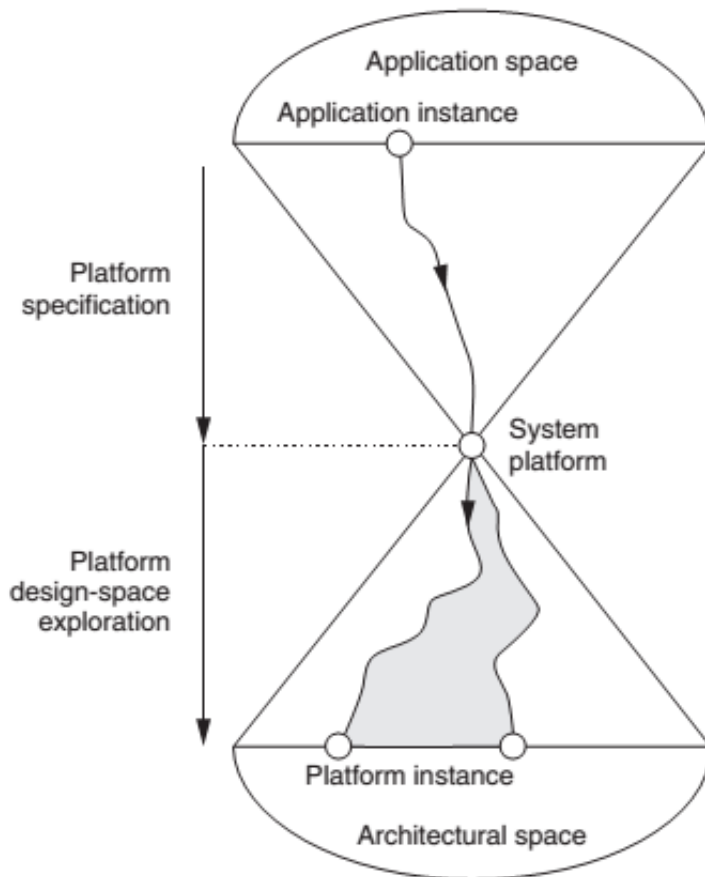 Application space
Application instance
Platform
specification
System
platform
Platform
design-space
exploration
Platform instance
Architectural space